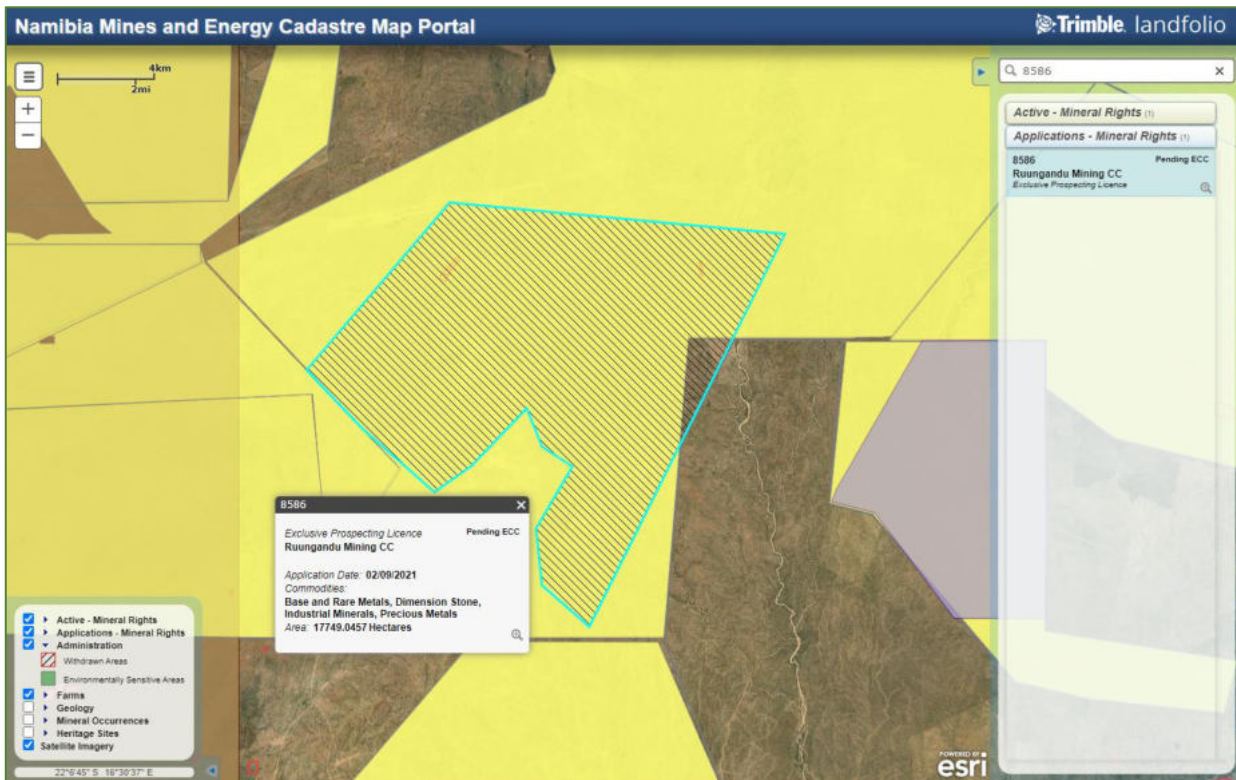 Namibia Mines and Energy Cadastre Map Portal
Trimble. landfolio
4km
2mi
8586
Active - Mineral Rights (1)
Applications - Mineral Rights (1)
8586 Pending ECC
Ruungandu Mining CC
Exclusive Prospecting Licence
8586
Exclusive Prospecting Licence Pending ECC
Ruungandu Mining CC
Application Date: 02/09/2021
Commodities:
Base and Rare Metals, Dimension Stone,
Industrial Minerals, Precious Metals
Area: 17749.0457 Hectares
Active - Mineral Rights
Applications - Mineral Rights
Administration
Withdrawn Areas
Environmentally Sensitive Areas
Farms
Geology
Mineral Occurrences
Heritage Sites
Satellite Imagery
22°6'45" S 16°30'37" E
POWERED BY
esri